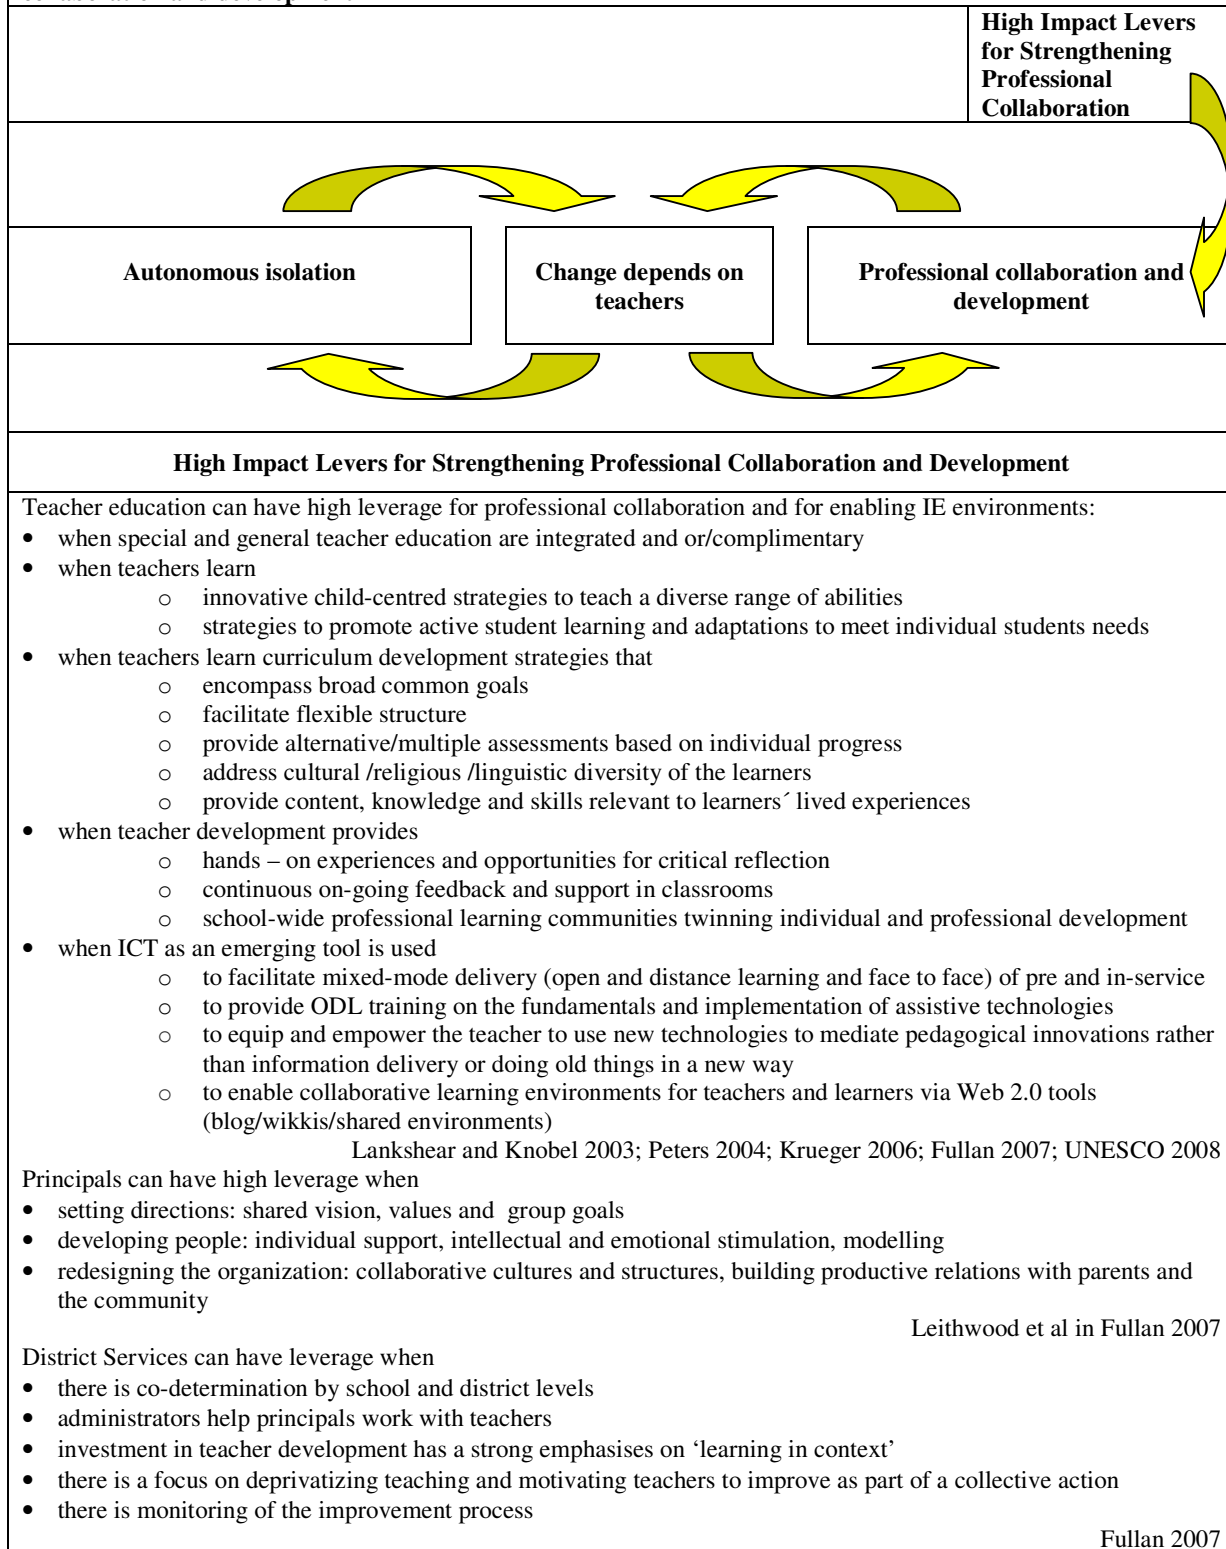 High Impact Levers
for Strengthening
Professional
Collaboration
Autonomous isolation
Change depends on
teachers
Professional collaboration and
development
High Impact Levers for Strengthening Professional Collaboration and Development
Teacher education can have high leverage for professional collaboration and for enabling IE environments:
• when special and general teacher education are integrated and or/complimentary
• when teachers learn
o innovative child-centred strategies to teach a diverse range of abilities
o strategies to promote active student learning and adaptations to meet individual students needs
• when teachers learn curriculum development strategies that
o encompass broad common goals
o facilitate flexible structure
o provide alternative/multiple assessments based on individual progress
o address cultural /religious /linguistic diversity of the learners
o provide content, knowledge and skills relevant to learners´ lived experiences
• when teacher development provides
o hands – on experiences and opportunities for critical reflection
o continuous on-going feedback and support in classrooms
o school-wide professional learning communities twinning individual and professional development
• when ICT as an emerging tool is used
o to facilitate mixed-mode delivery (open and distance learning and face to face) of pre and in-service
o to provide ODL training on the fundamentals and implementation of assistive technologies
o to equip and empower the teacher to use new technologies to mediate pedagogical innovations rather
than information delivery or doing old things in a new way
o to enable collaborative learning environments for teachers and learners via Web 2.0 tools
(blog/wikkis/shared environments)
Lankshear and Knobel 2003; Peters 2004; Krueger 2006; Fullan 2007; UNESCO 2008
Principals can have high leverage when
• setting directions: shared vision, values and group goals
• developing people: individual support, intellectual and emotional stimulation, modelling
• redesigning the organization: collaborative cultures and structures, building productive relations with parents and
the community
Leithwood et al in Fullan 2007
District Services can have leverage when
• there is co-determination by school and district levels
• administrators help principals work with teachers
• investment in teacher development has a strong emphasises on ‘learning in context’
• there is a focus on deprivatizing teaching and motivating teachers to improve as part of a collective action
• there is monitoring of the improvement process
Fullan 2007